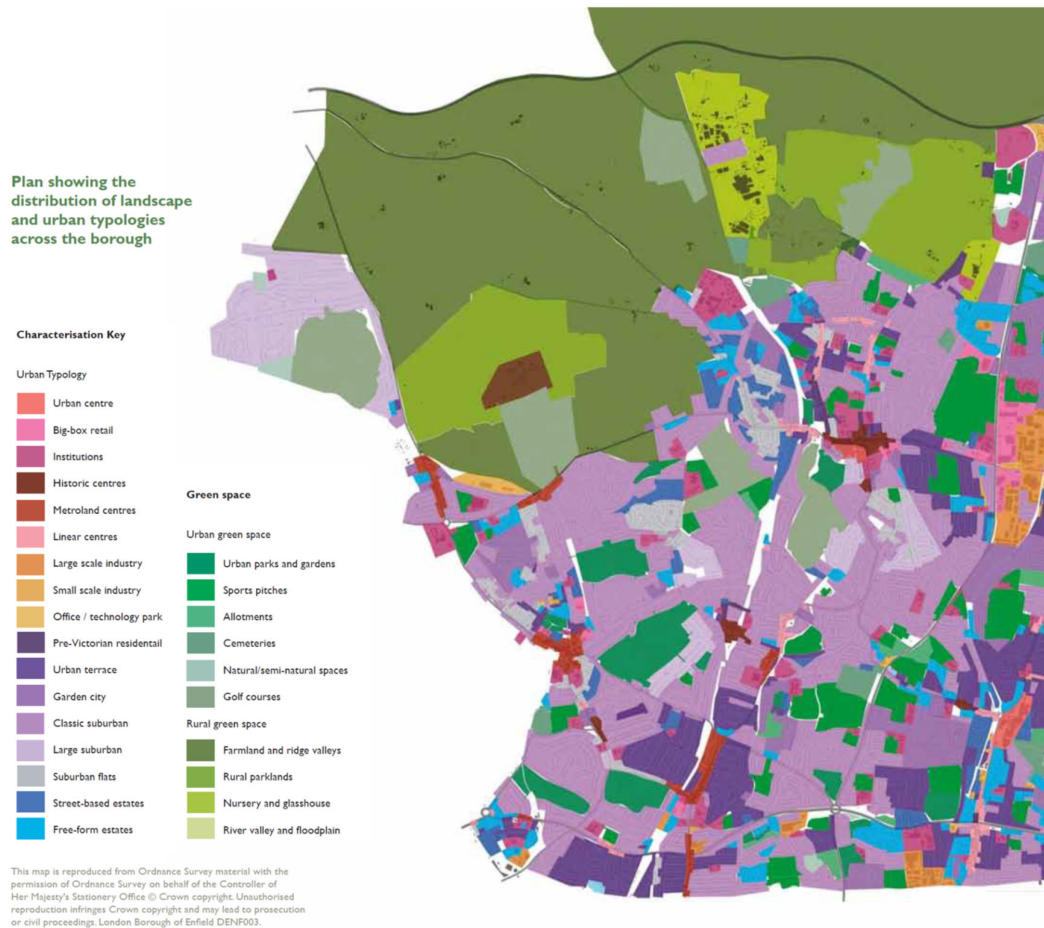 Plan showing the
distribution of landscape
and urban typologies
across the borough
Characterisation Key
Urban Typology
Urban centre
Big-box retail
Institutions
Historic centres
Metroland centres
Linear centres
Large scale industry
Small scale industry
Office / technology park
Pre-Victorian residentail
Urban terrace
Garden city
Classic suburban
Large suburban
Suburban flats
Street-based estates
Free-form estates
Green space
Urban green space
Urban parks and gardens
Sports pitches
Allotments
Cemeteries
Natural/semi-natural spaces
Golf courses
Rural green space
Farmland and ridge valleys
Rural parklands
Nursery and glasshouse
River valley and floodplain
This map is reproduced from Ordnance Survey material with the
permission of Ordnance Survey on behalf of the Controller of
Her Majesty's Stationery Office © Crown copyright. Unauthorised
reproduction infringes Crown copyright and may lead to prosecution
or civil proceedings. London Borough of Enfield DENF003.